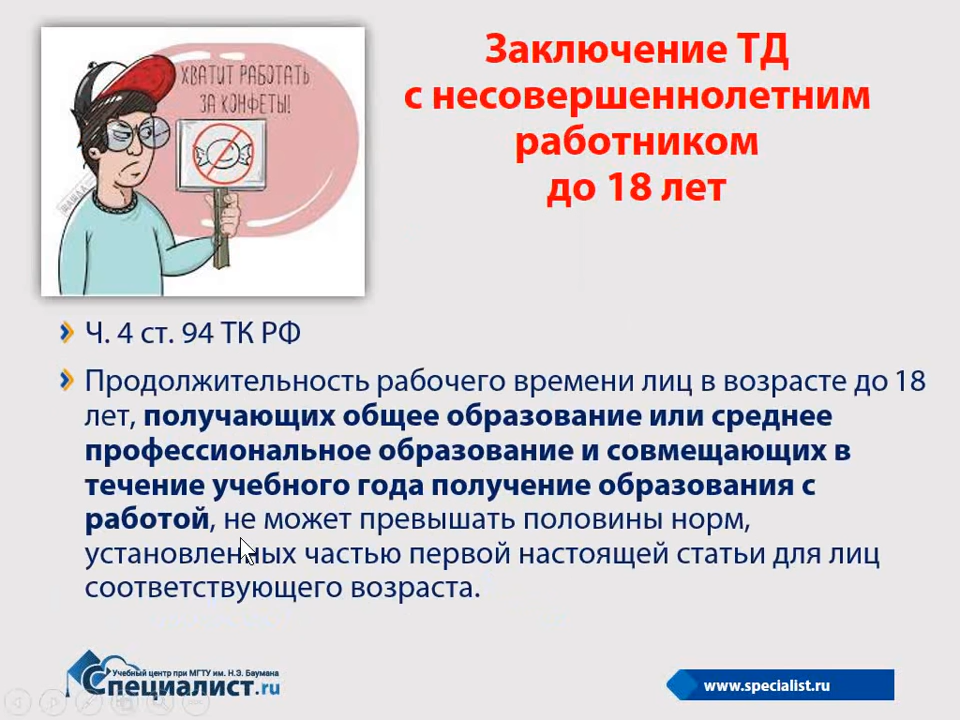 Заключение ТД
с несовершеннолетним
работником
до 18 лет
ХВАТИТ РАБОТАТЬ
ЗА КОНФЕТЫ!
Ч. 4 ст. 94 ТК РФ
Продолжительность рабочего времени лиц в возрасте до 18
лет, получающих общее образование или среднее
профессиональное образование и совмещающих в
течение учебного года получение образования с
работой, не может превышать половины норм,
установленных частью первой настоящей статьи для лиц
соответствующего возраста.
Учебный центр при МГТУ им. Н.Э. Баумана
Специалист.ru
www.specialist.ru